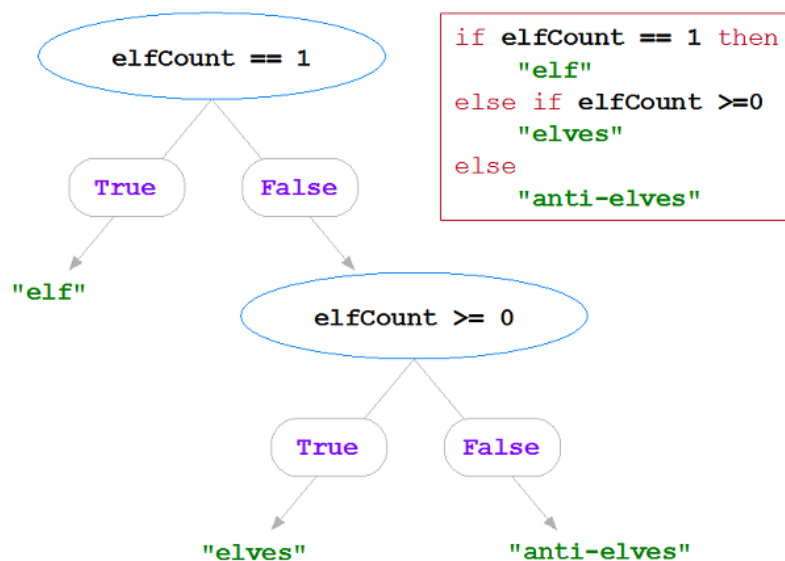 elfCount == 1
if elfCount == 1 then
"elf"
else if elfCount >=0
"elves"
else
"anti-elves"
True
False
"elf"
elfCount >= 0
True
False
"elves"
"anti-elves"